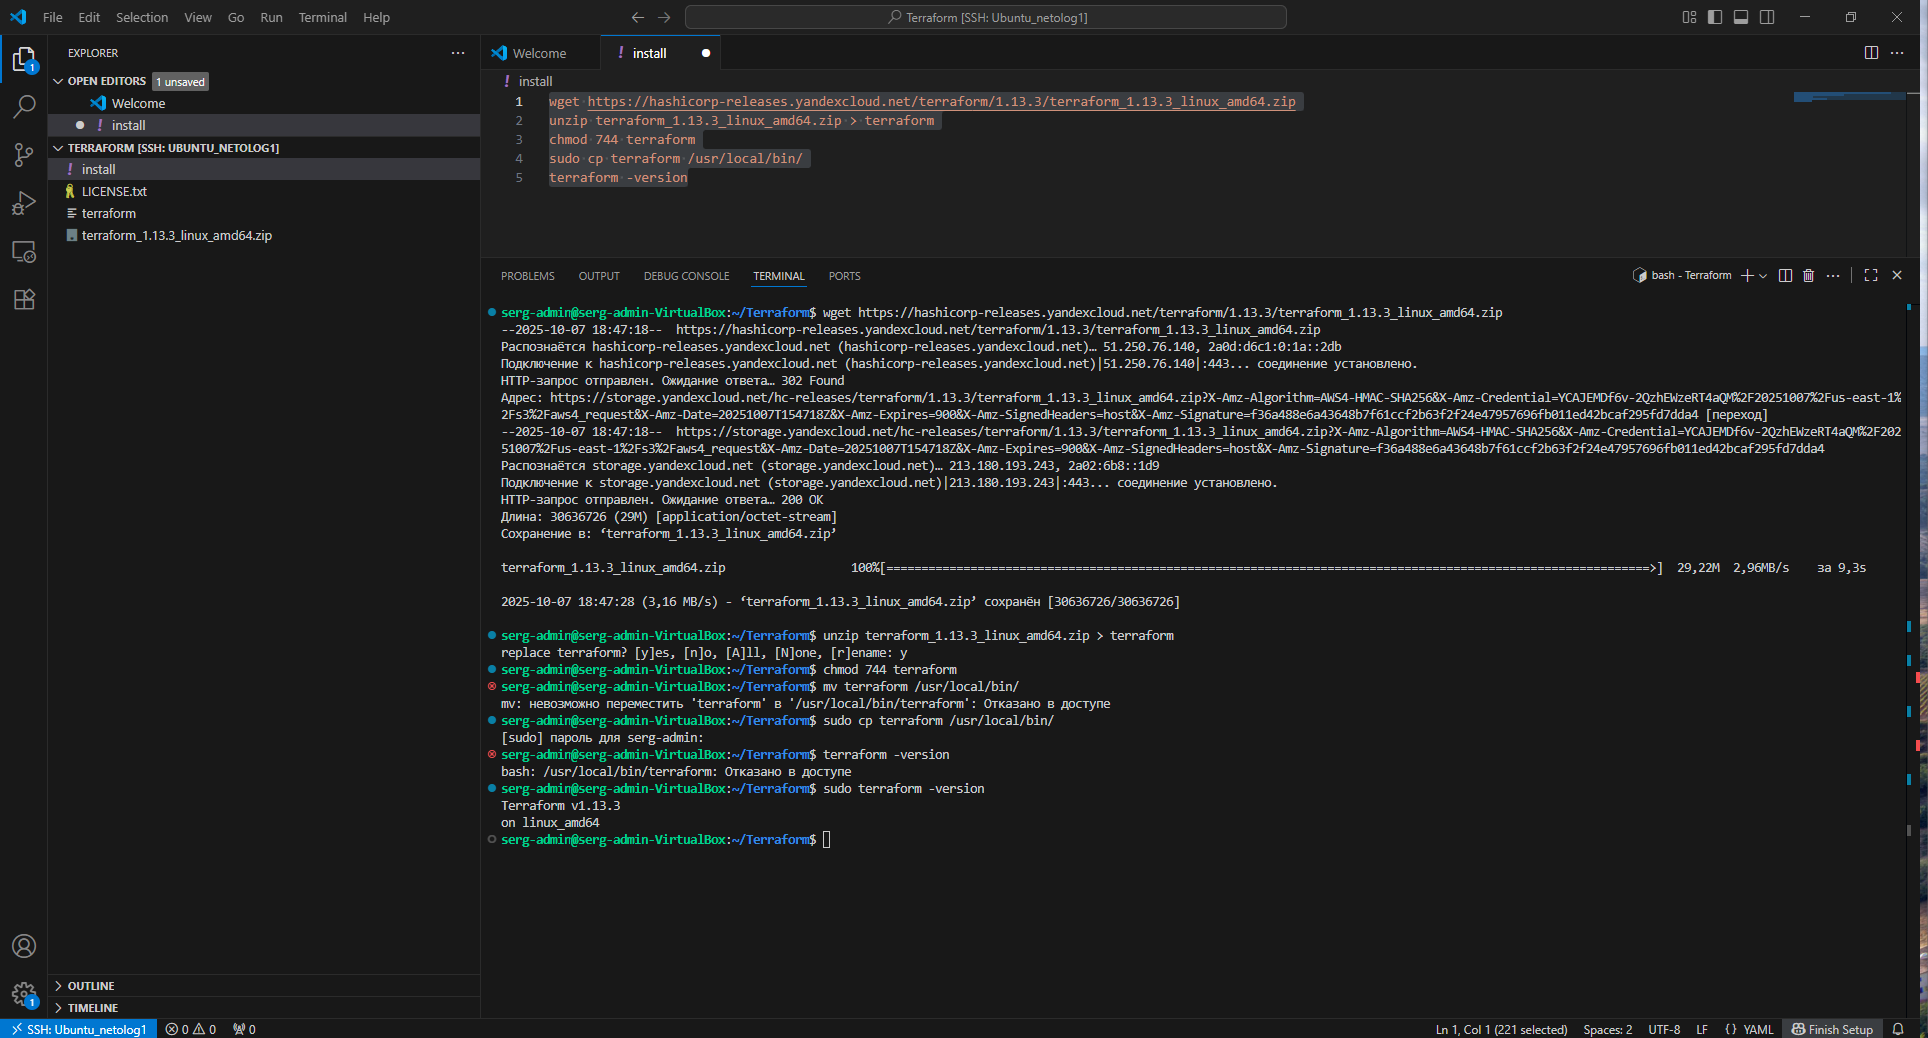 File Edit Selection View Go Run Terminal Help
Terraform [SSH: Ubuntu_netolog1]
EXPLORER
OPEN EDITORS 1 unsaved
Welcome
! install
TERRAFORM [SSH: UBUNTU_NETOLOG1]
! install
LICENSE.txt
terraform
terraform_1.13.3_linux_amd64.zip
OUTLINE
TIMELINE
1
1
Welcome
! install
! install
1 wget https://hashicorp-releases.yandexcloud.net/terraform/1.13.3/terraform_1.13.3_linux_amd64.zip
2 unzip terraform_1.13.3_linux_amd64.zip > terraform
3 chmod 744 terraform
4 sudo cp terraform /usr/local/bin/
5 terraform -version
PROBLEMS OUTPUT DEBUG CONSOLE TERMINAL PORTS
bash - Terraform
serg-admin@serg-admin-VirtualBox:~/Terraform$ wget https://hashicorp-releases.yandexcloud.net/terraform/1.13.3/terraform_1.13.3_linux_amd64.zip
--2025-10-07 18:47:18--  https://hashicorp-releases.yandexcloud.net/terraform/1.13.3/terraform_1.13.3_linux_amd64.zip
Распознаётся hashicorp-releases.yandexcloud.net (hashicorp-releases.yandexcloud.net)… 51.250.76.140, 2a0d:d6c1:0:1a::2db
Подключение к hashicorp-releases.yandexcloud.net (hashicorp-releases.yandexcloud.net)|51.250.76.140|:443... соединение установлено.
HTTP-запрос отправлен. Ожидание ответа… 302 Found
Адрес: https://storage.yandexcloud.net/hc-releases/terraform/1.13.3/terraform_1.13.3_linux_amd64.zip?X-Amz-Algorithm=AWS4-HMAC-SHA256&X-Amz-Credential=YCAJEMDf6v-2QzhEWzeRT4aQM%2F20251007%2Fus-east-1%
2Fs3%2Faws4_request&X-Amz-Date=20251007T154718Z&X-Amz-Expires=900&X-Amz-SignedHeaders=host&X-Amz-Signature=f36a488e6a43648b7f61ccf2b63f2f24e47957696fb011ed42bcaf295fd7dda4 [переход]
--2025-10-07 18:47:18--  https://storage.yandexcloud.net/hc-releases/terraform/1.13.3/terraform_1.13.3_linux_amd64.zip?X-Amz-Algorithm=AWS4-HMAC-SHA256&X-Amz-Credential=YCAJEMDf6v-2QzhEWzeRT4aQM%2F202
51007%2Fus-east-1%2Fs3%2Faws4_request&X-Amz-Date=20251007T154718Z&X-Amz-Expires=900&X-Amz-SignedHeaders=host&X-Amz-Signature=f36a488e6a43648b7f61ccf2b63f2f24e47957696fb011ed42bcaf295fd7dda4
Распознаётся storage.yandexcloud.net (storage.yandexcloud.net)… 213.180.193.243, 2a02:6b8::1d9
Подключение к storage.yandexcloud.net (storage.yandexcloud.net)|213.180.193.243|:443... соединение установлено.
HTTP-запрос отправлен. Ожидание ответа… 200 OK
Длина: 30636726 (29M) [application/octet-stream]
Сохранение в: ‘terraform_1.13.3_linux_amd64.zip’
terraform_1.13.3_linux_amd64.zip 100%[=============================================================================================================>] 29,22M 2,96MB/s за 9,3s
2025-10-07 18:47:28 (3,16 MB/s) - ‘terraform_1.13.3_linux_amd64.zip’ сохранён [30636726/30636726]
serg-admin@serg-admin-VirtualBox:~/Terraform$ unzip terraform_1.13.3_linux_amd64.zip > terraform
replace terraform? [y]es, [n]o, [A]ll, [N]one, [r]ename: y
serg-admin@serg-admin-VirtualBox:~/Terraform$ chmod 744 terraform
serg-admin@serg-admin-VirtualBox:~/Terraform$ mv terraform /usr/local/bin/
mv: невозможно переместить 'terraform' в '/usr/local/bin/terraform': Отказано в доступе
serg-admin@serg-admin-VirtualBox:~/Terraform$ sudo cp terraform /usr/local/bin/
[sudo] пароль для serg-admin:
serg-admin@serg-admin-VirtualBox:~/Terraform$ terraform -version
bash: /usr/local/bin/terraform: Отказано в доступе
serg-admin@serg-admin-VirtualBox:~/Terraform$ sudo terraform -version
Terraform v1.13.3
on linux_amd64
serg-admin@serg-admin-VirtualBox:~/Terraform$
SSH: Ubuntu_netolog1 0 0 0 Ln 1, Col 1 (221 selected) Spaces: 2 UTF-8 LF {} YAML Finish Setup